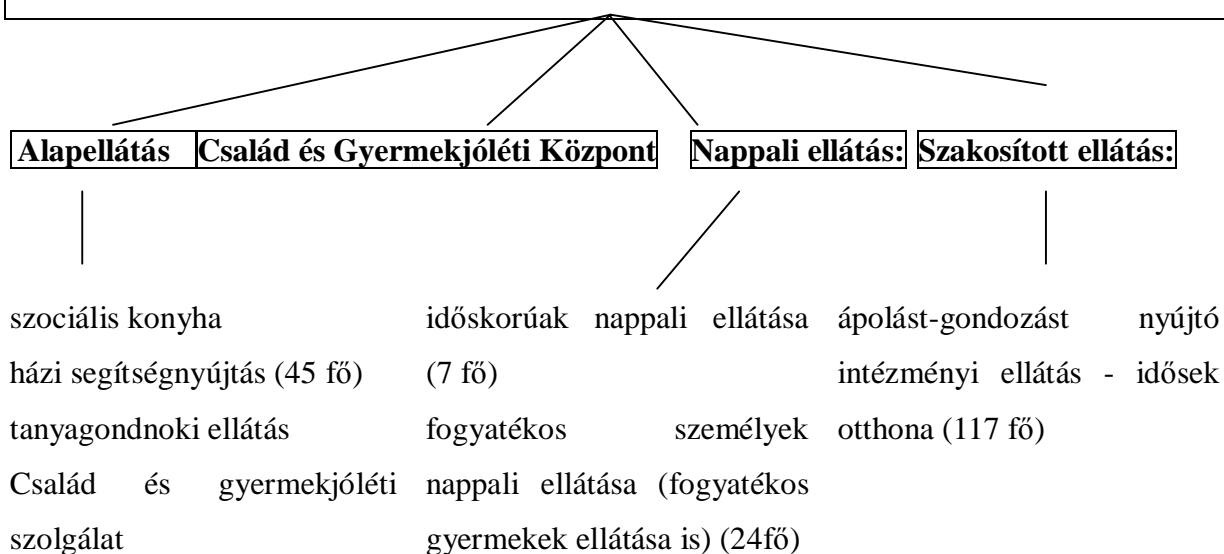 Alapellátás Család és Gyermekjóléti Központ Nappali ellátás: Szakosított ellátás:
szociális konyha
házi segítségnyújtás (45 fő)
tanyagondnoki ellátás
Család és gyermekjóléti
szolgálat
időskorúak nappali ellátása
(7 fő)
fogyatékos személyek
nappali ellátása (fogyatékos
gyermekek ellátása is) (24fő)
ápolást-gondozást nyújtó
intézményi ellátás - idősek
otthona (117 fő)